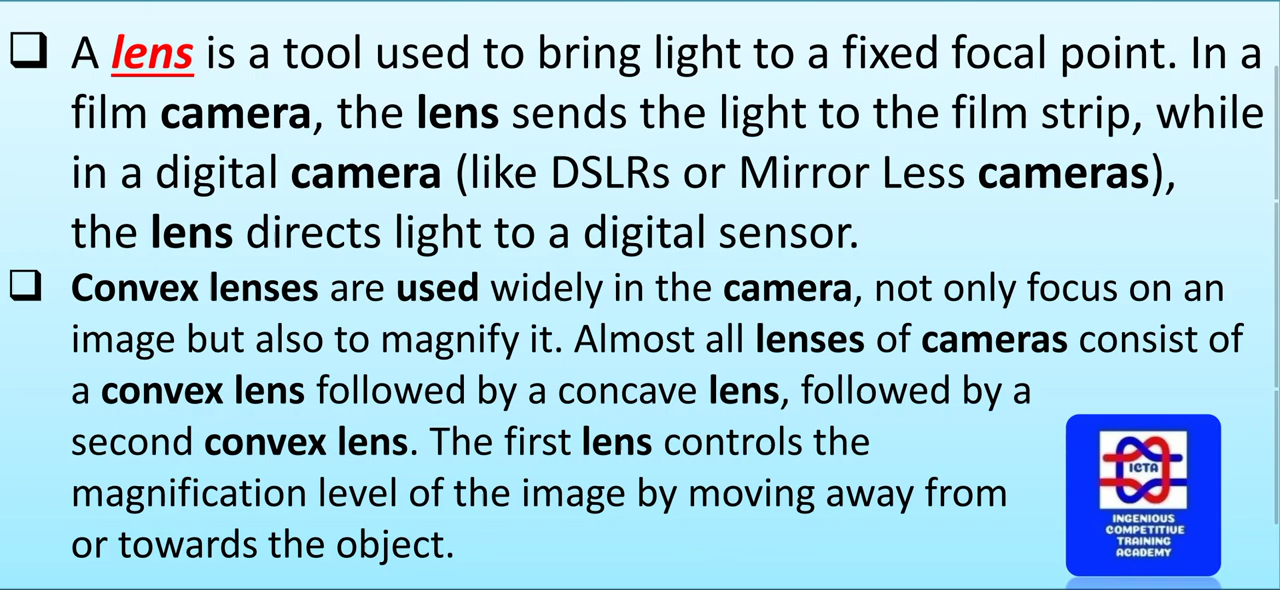 ❑ A lens is a tool used to bring light to a fixed focal point. In a
film camera, the lens sends the light to the film strip, while
in a digital camera (like DSLRs or Mirror Less cameras),
the lens directs light to a digital sensor.
❑ Convex lenses are used widely in the camera, not only focus on an
image but also to magnify it. Almost all lenses of cameras consist of
a convex lens followed by a concave lens, followed by a
second convex lens. The first lens controls the
magnification level of the image by moving away from
or towards the object.
ICTA
INGENIOUS
COMPETITIVE
TRAINING
ACADEMY